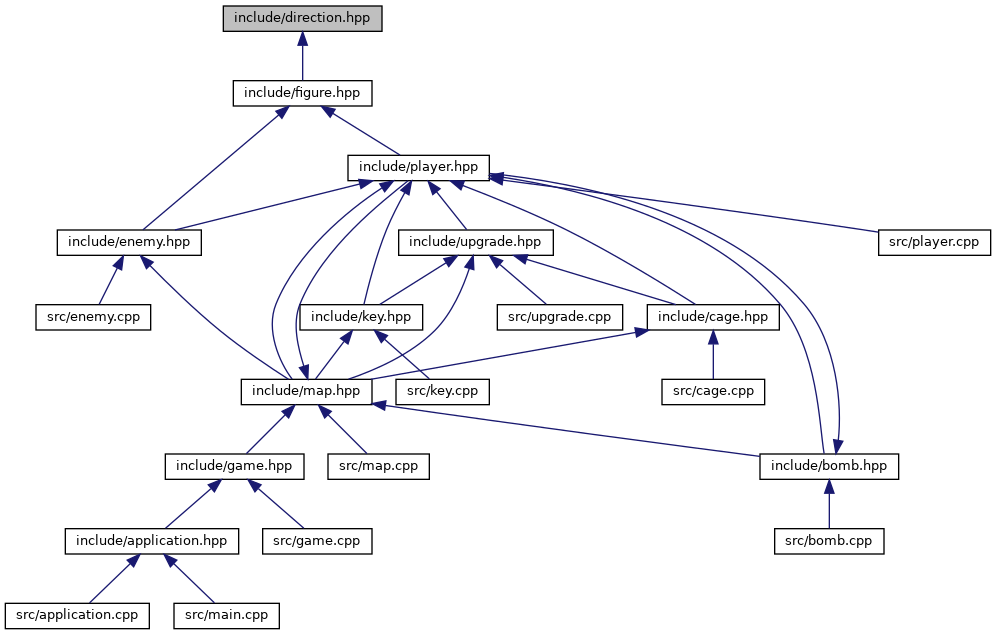 include/direction.hpp
include/figure.hpp
include/player.hpp
include/enemy.hpp
include/upgrade.hpp
src/player.cpp
src/enemy.cpp
include/key.hpp
src/upgrade.cpp
include/cage.hpp
include/map.hpp
src/key.cpp
src/cage.cpp
include/game.hpp
src/map.cpp
include/bomb.hpp
include/application.hpp
src/game.cpp
src/bomb.cpp
src/application.cpp
src/main.cpp